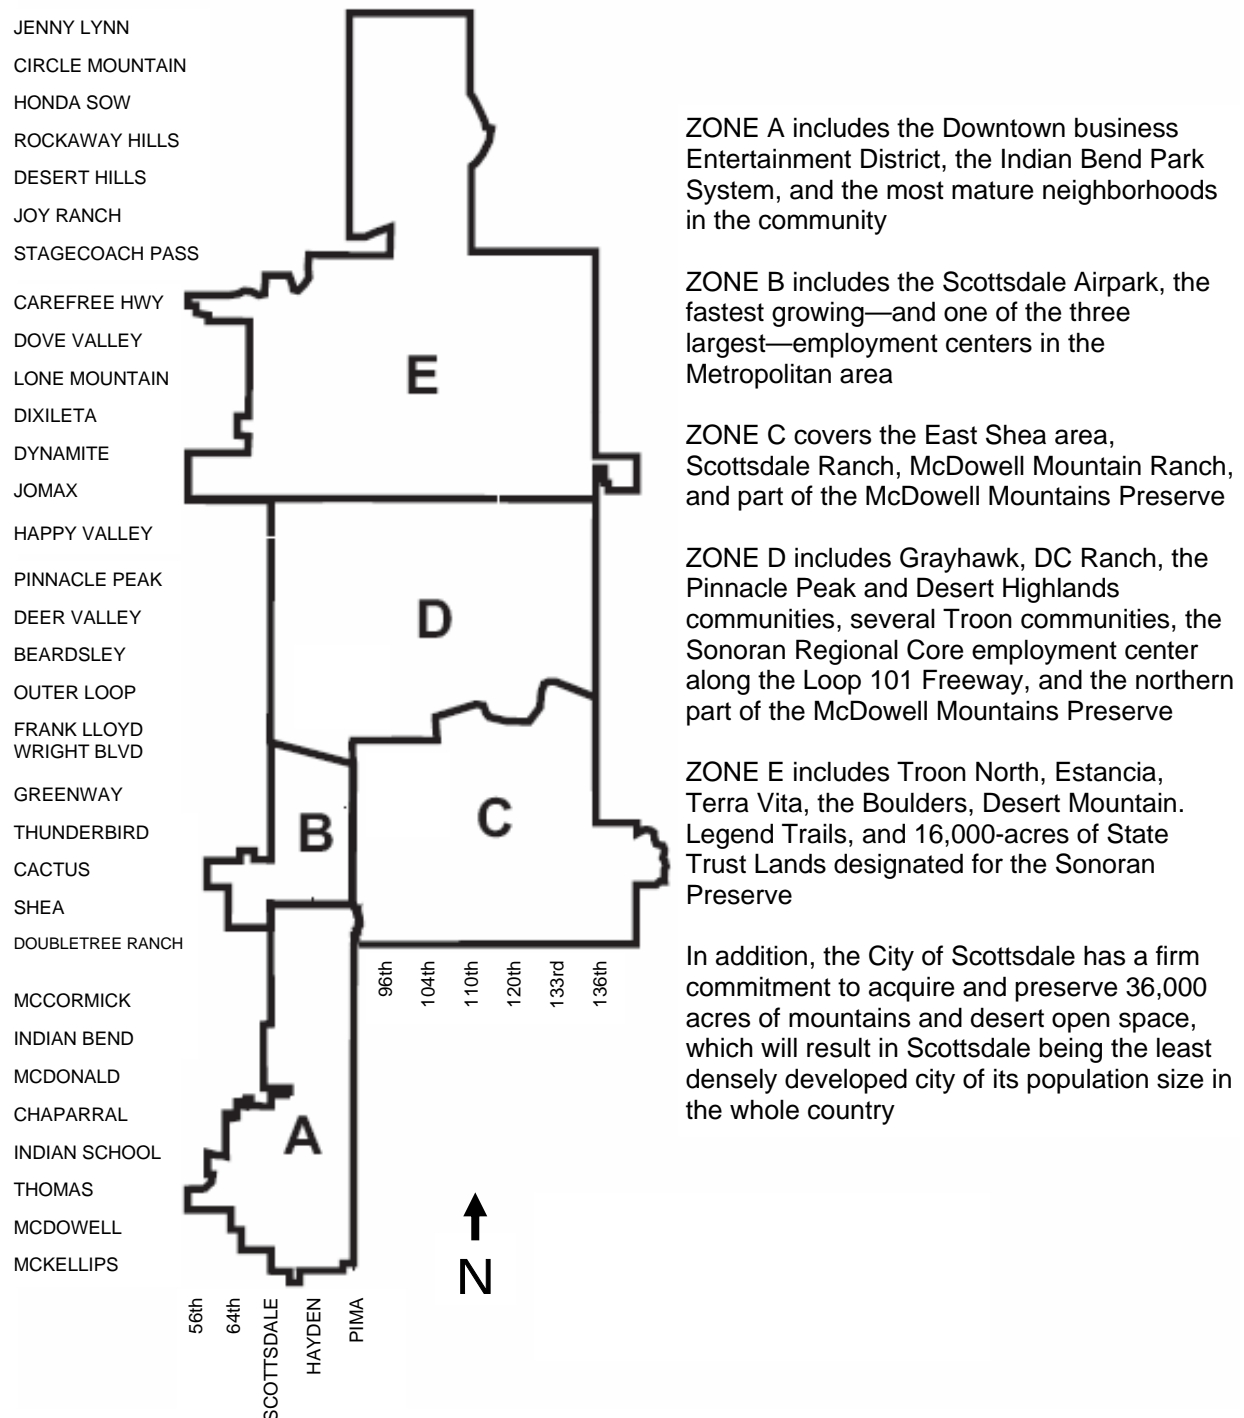 JENNY LYNN
CIRCLE MOUNTAIN
HONDA SOW
ROCKAWAY HILLS
DESERT HILLS
JOY RANCH
STAGECOACH PASS
CAREFREE HWY
DOVE VALLEY
LONE MOUNTAIN
DIXILETA
DYNAMITE
JOMAX
HAPPY VALLEY
PINNACLE PEAK
DEER VALLEY
BEARDSLEY
OUTER LOOP
FRANK LLOYD
WRIGHT BLVD
GREENWAY
THUNDERBIRD
CACTUS
SHEA
DOUBLETREE RANCH
MCCORMICK
INDIAN BEND
MCDONALD
CHAPARRAL
INDIAN SCHOOL
THOMAS
MCDOWELL
MCKELLIPS
E
D
B
C
A
96th
104th
110th
120th
133rd
136th
56th
64th
SCOTTSDALE
HAYDEN
PIMA
N
ZONE A includes the Downtown business
Entertainment District, the Indian Bend Park
System, and the most mature neighborhoods
in the community
ZONE B includes the Scottsdale Airpark, the
fastest growing—and one of the three
largest—employment centers in the
Metropolitan area
ZONE C covers the East Shea area,
Scottsdale Ranch, McDowell Mountain Ranch,
and part of the McDowell Mountains Preserve
ZONE D includes Grayhawk, DC Ranch, the
Pinnacle Peak and Desert Highlands
communities, several Troon communities, the
Sonoran Regional Core employment center
along the Loop 101 Freeway, and the northern
part of the McDowell Mountains Preserve
ZONE E includes Troon North, Estancia,
Terra Vita, the Boulders, Desert Mountain.
Legend Trails, and 16,000-acres of State
Trust Lands designated for the Sonoran
Preserve
In addition, the City of Scottsdale has a firm
commitment to acquire and preserve 36,000
acres of mountains and desert open space,
which will result in Scottsdale being the least
densely developed city of its population size in
the whole country